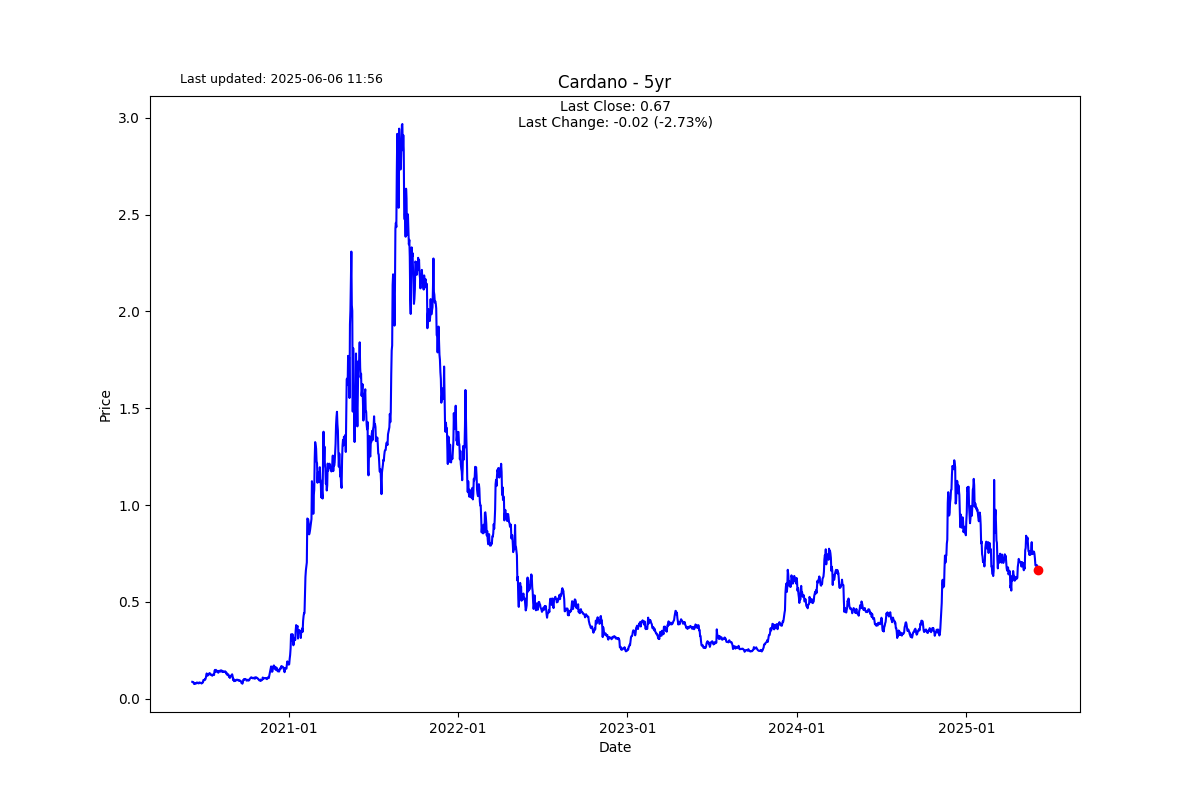 Last updated: 2025-06-06 11:56
Cardano - 5yr
Last Close: 0.67
Last Change: -0.02 (-2.73%)
3.0
2.5
2.0
1.5
1.0
0.5
0.0
Price
2021-01
2022-01
2023-01
2024-01
2025-01
Date